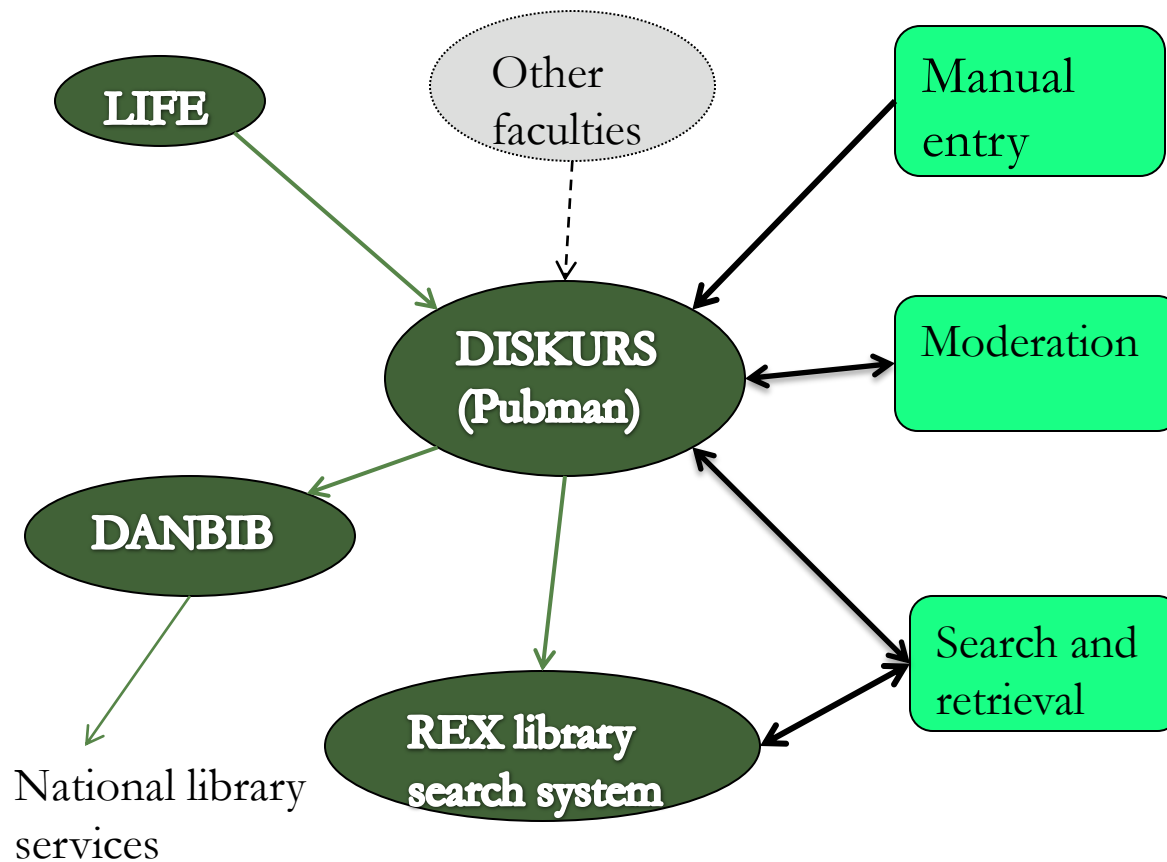 LIFE
Other
faculties
Manual
entry
DISKURS
(Pubman)
Moderation
DANBIB
Search and
retrieval
REX library
search system
National library
services